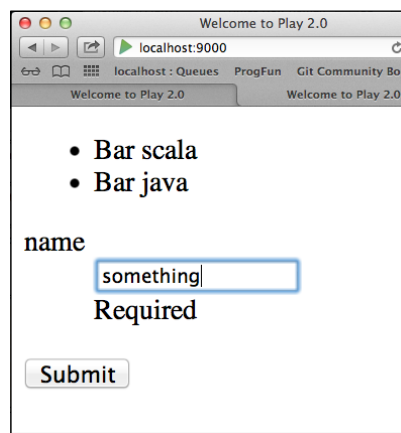 Welcome to Play 2.0
localhost:9000
localhost : Queues ProgFun Git Community Bo
Welcome to Play 2.0 Welcome to Play 2.0
• Bar scala
• Bar java
name
something
Required
Submit